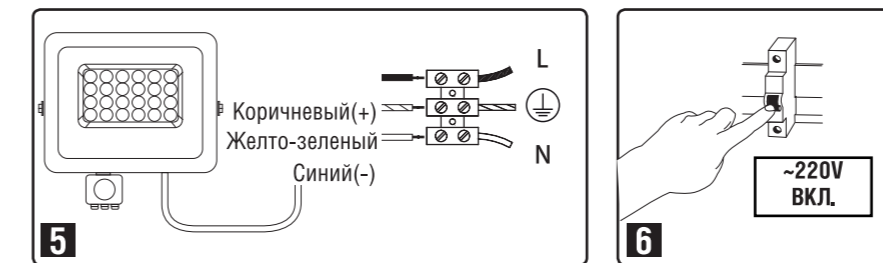 L
Коричневый(+)
Желто-зеленый
N
Синий(-)
5
~220V
ВКЛ.
6